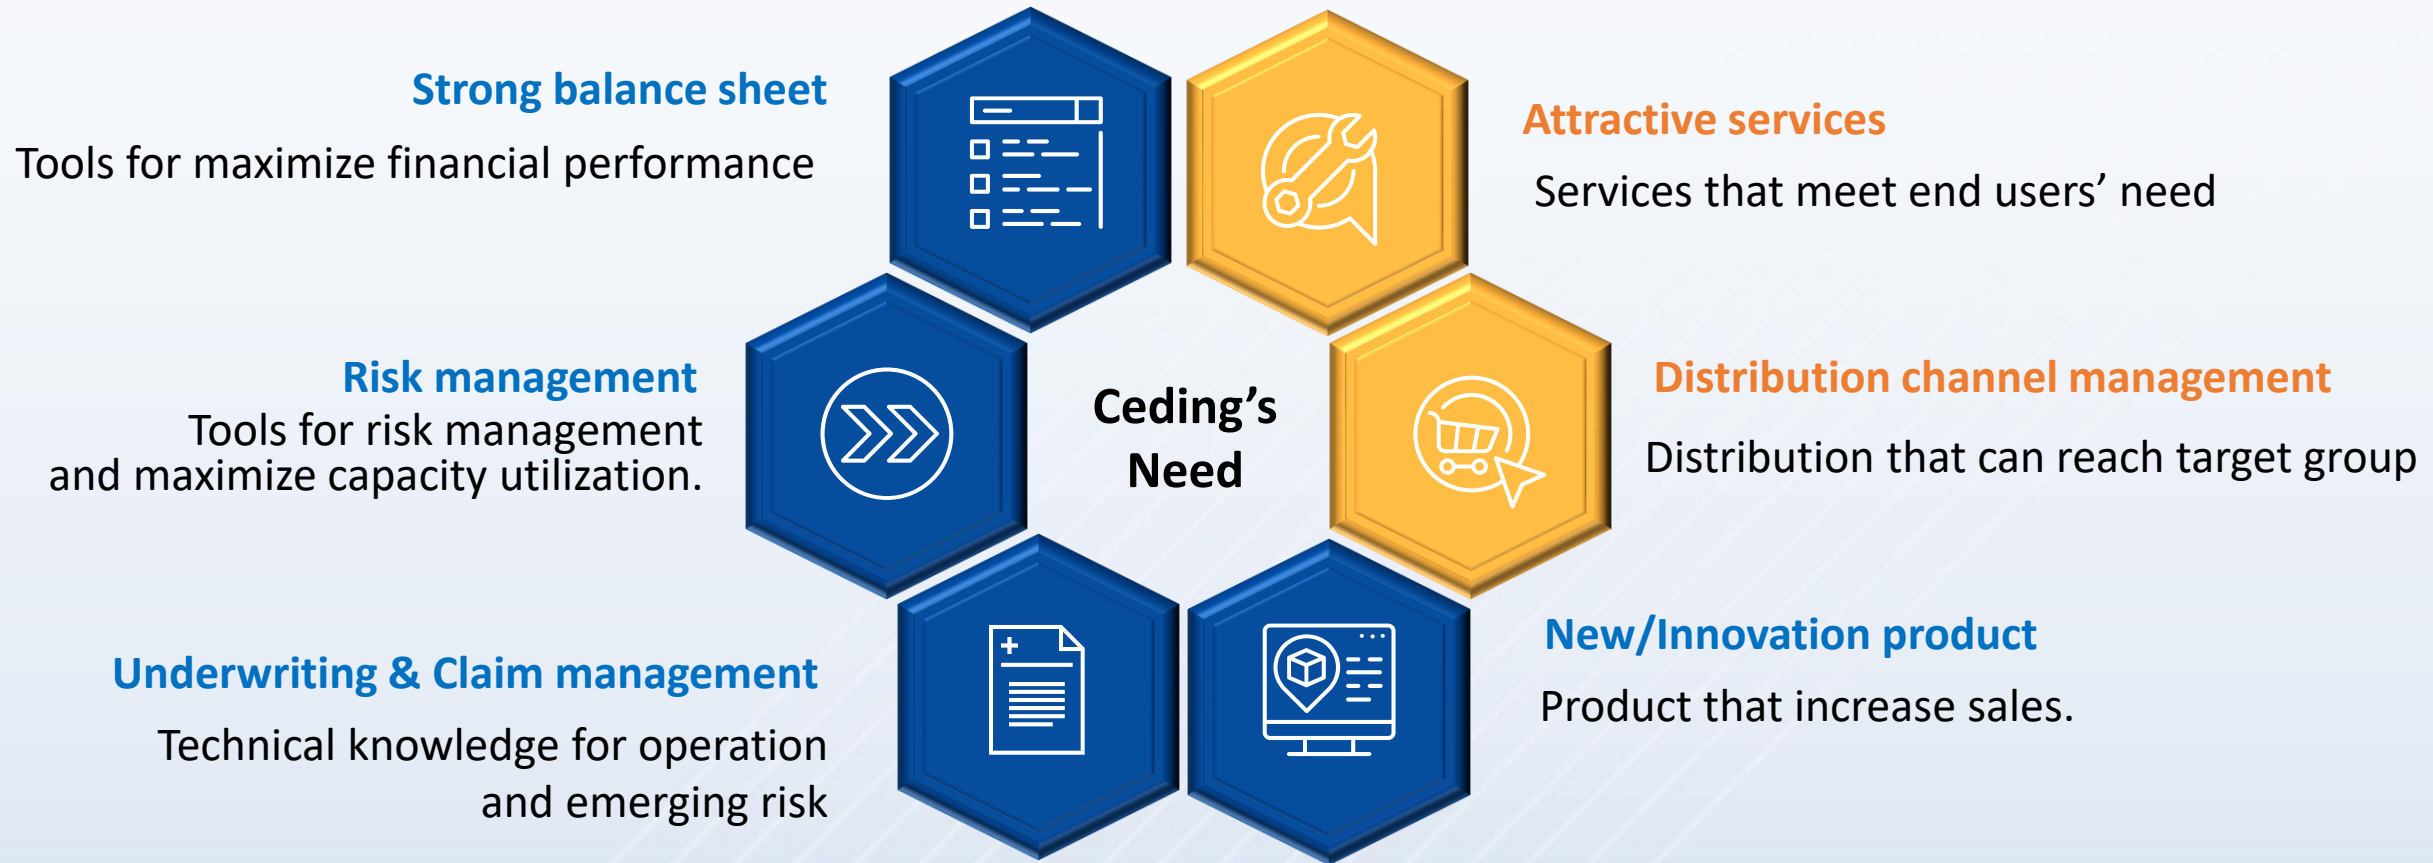 Strong balance sheet
Tools for maximize financial performance
Attractive services
Services that meet end users’ need
Risk management
Tools for risk management
and maximize capacity utilization.
Ceding’s
Need
Distribution channel management
Distribution that can reach target group
Underwriting & Claim management
Technical knowledge for operation
and emerging risk
New/Innovation product
Product that increase sales.